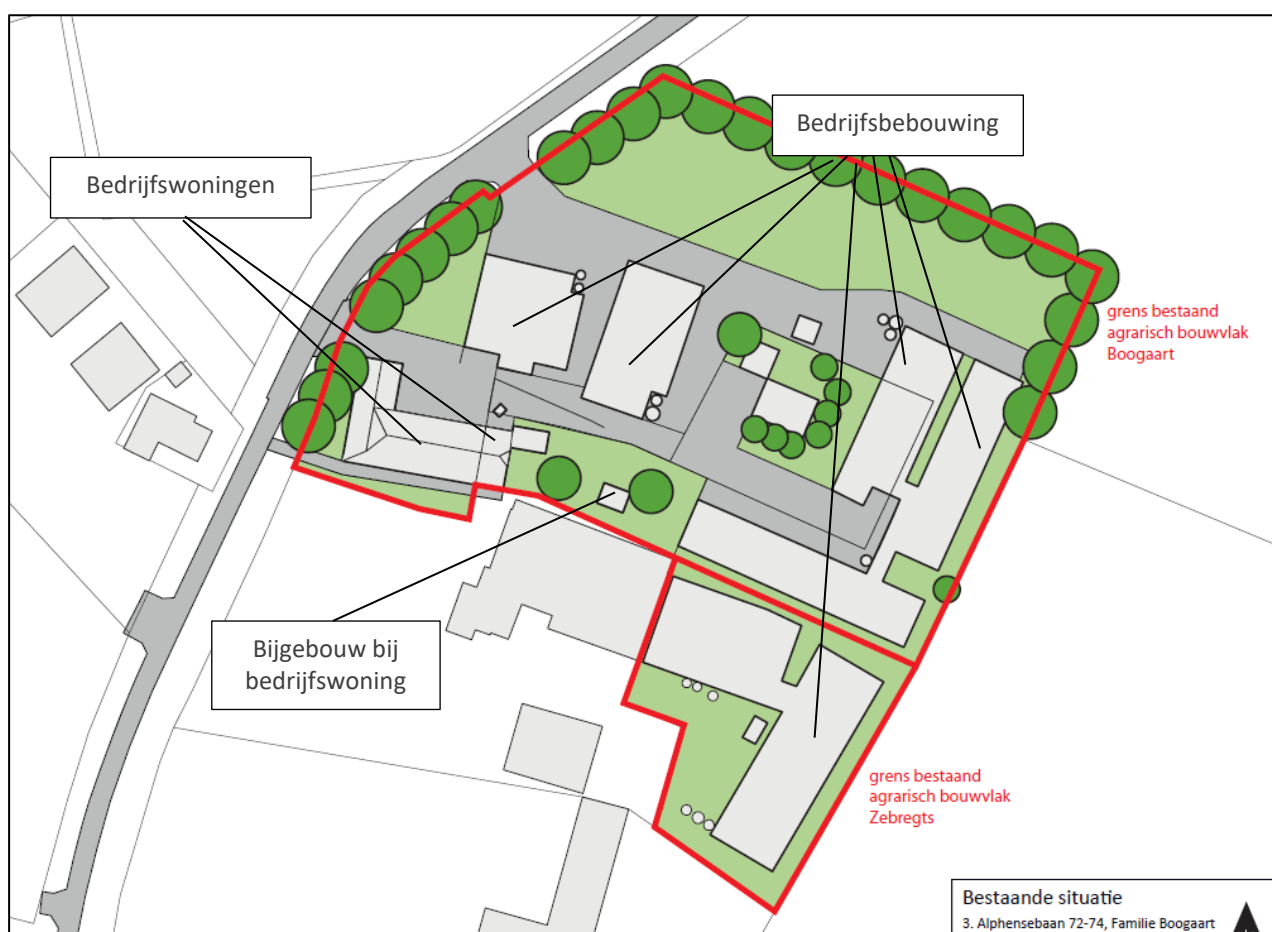 Bedrijfsbebouwing
Bedrijfswoningen
grens bestaand
agrarisch bouwvlak
Boogaart
Bijgebouw bij
bedrijfswoning
grens bestaand
agrarisch bouwvlak
Zebregts
Bestaande situatie
3. Alphensebaan 72-74, Familie Boogaart